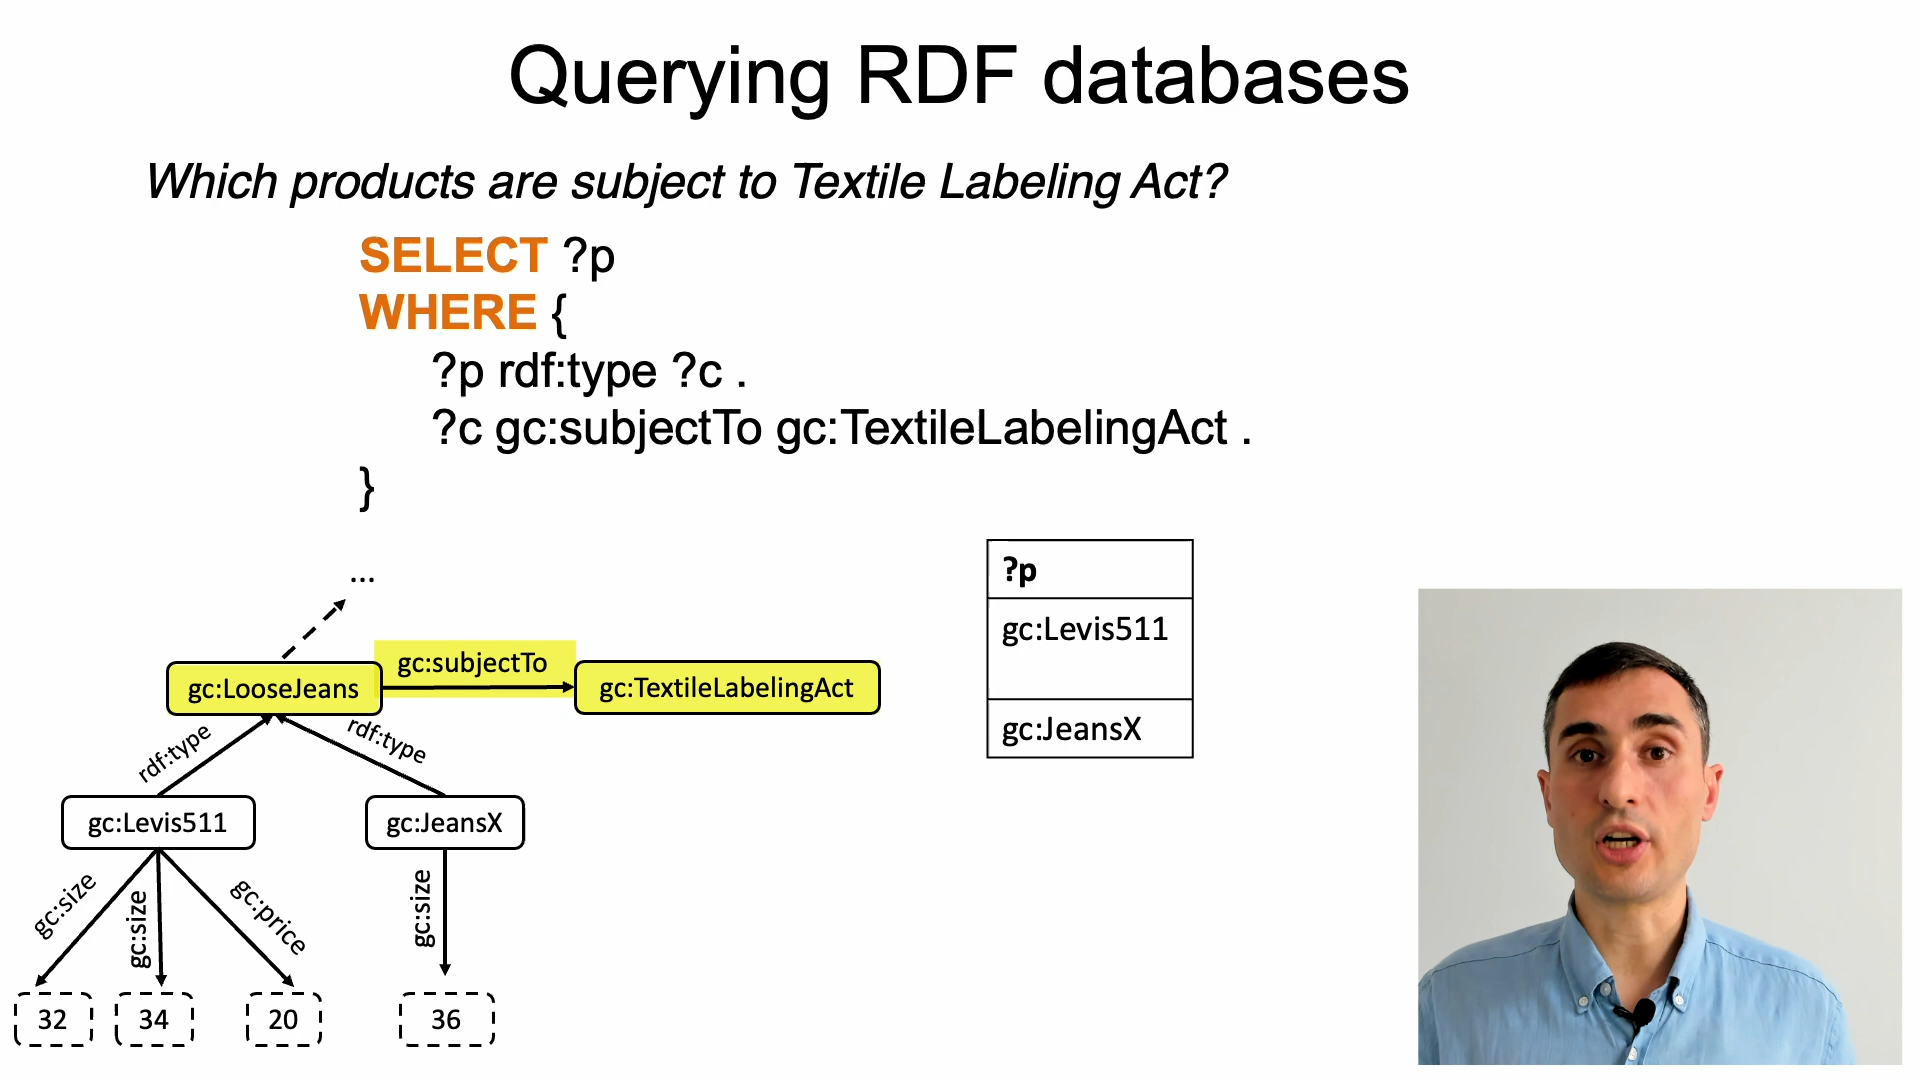 Querying RDF databases
Which products are subject to Textile Labeling Act?
SELECT ?p
WHERE {
?p rdf:type ?c .
?c gc:subjectTo gc:TextileLabelingAct .
}
...
gc:LooseJeans
gc:subjectTo
gc:TextileLabelingAct
rdf:type
rdf:type
gc:Levis511
gc:JeansX
gc:size
gc:size
gc:price
gc:size
32
34
20
36
?p
gc:Levis511
gc:JeansX